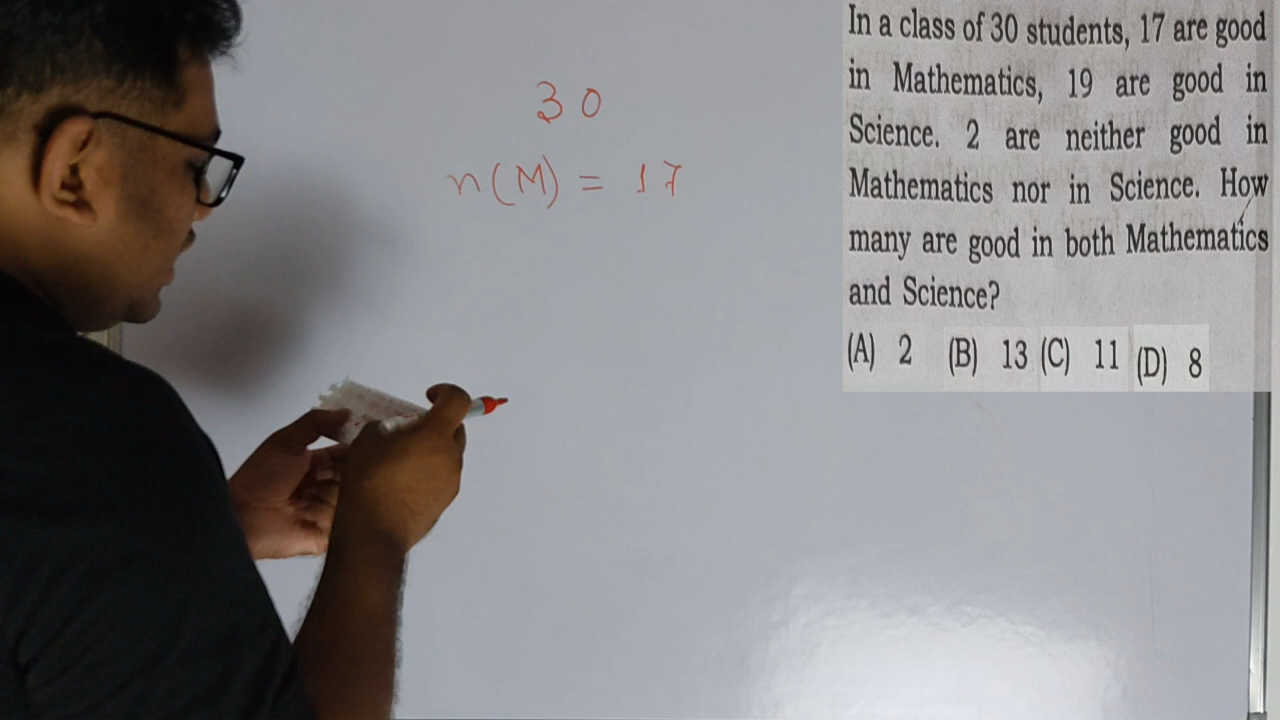 30
n(M) = 17
In a class of 30 students, 17 are good
in Mathematics, 19 are good in
Science. 2 are neither good in
Mathematics nor in Science. How
many are good in both Mathematics
and Science?
(A) 2 (B) 13 (C) 11 (D) 8